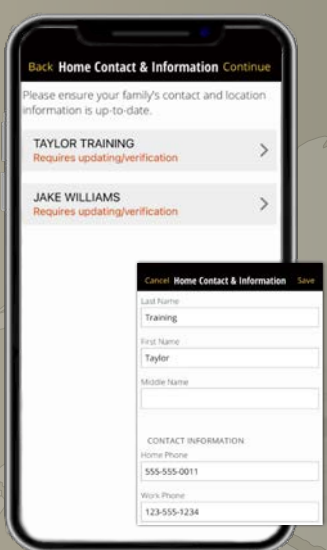 Back Home Contact & Information Continue
Please ensure your family's contact and location
information is up-to-date.
TAYLOR TRAINING
Requires updating/verification
JAKE WILLIAMS
Requires updating/verification
Cancel Home Contact & Information Save
Last Name
Training
First Name
Taylor
Middle Name
CONTACT INFORMATION
Home Phone
555-555-0011
Work Phone
123-555-1234